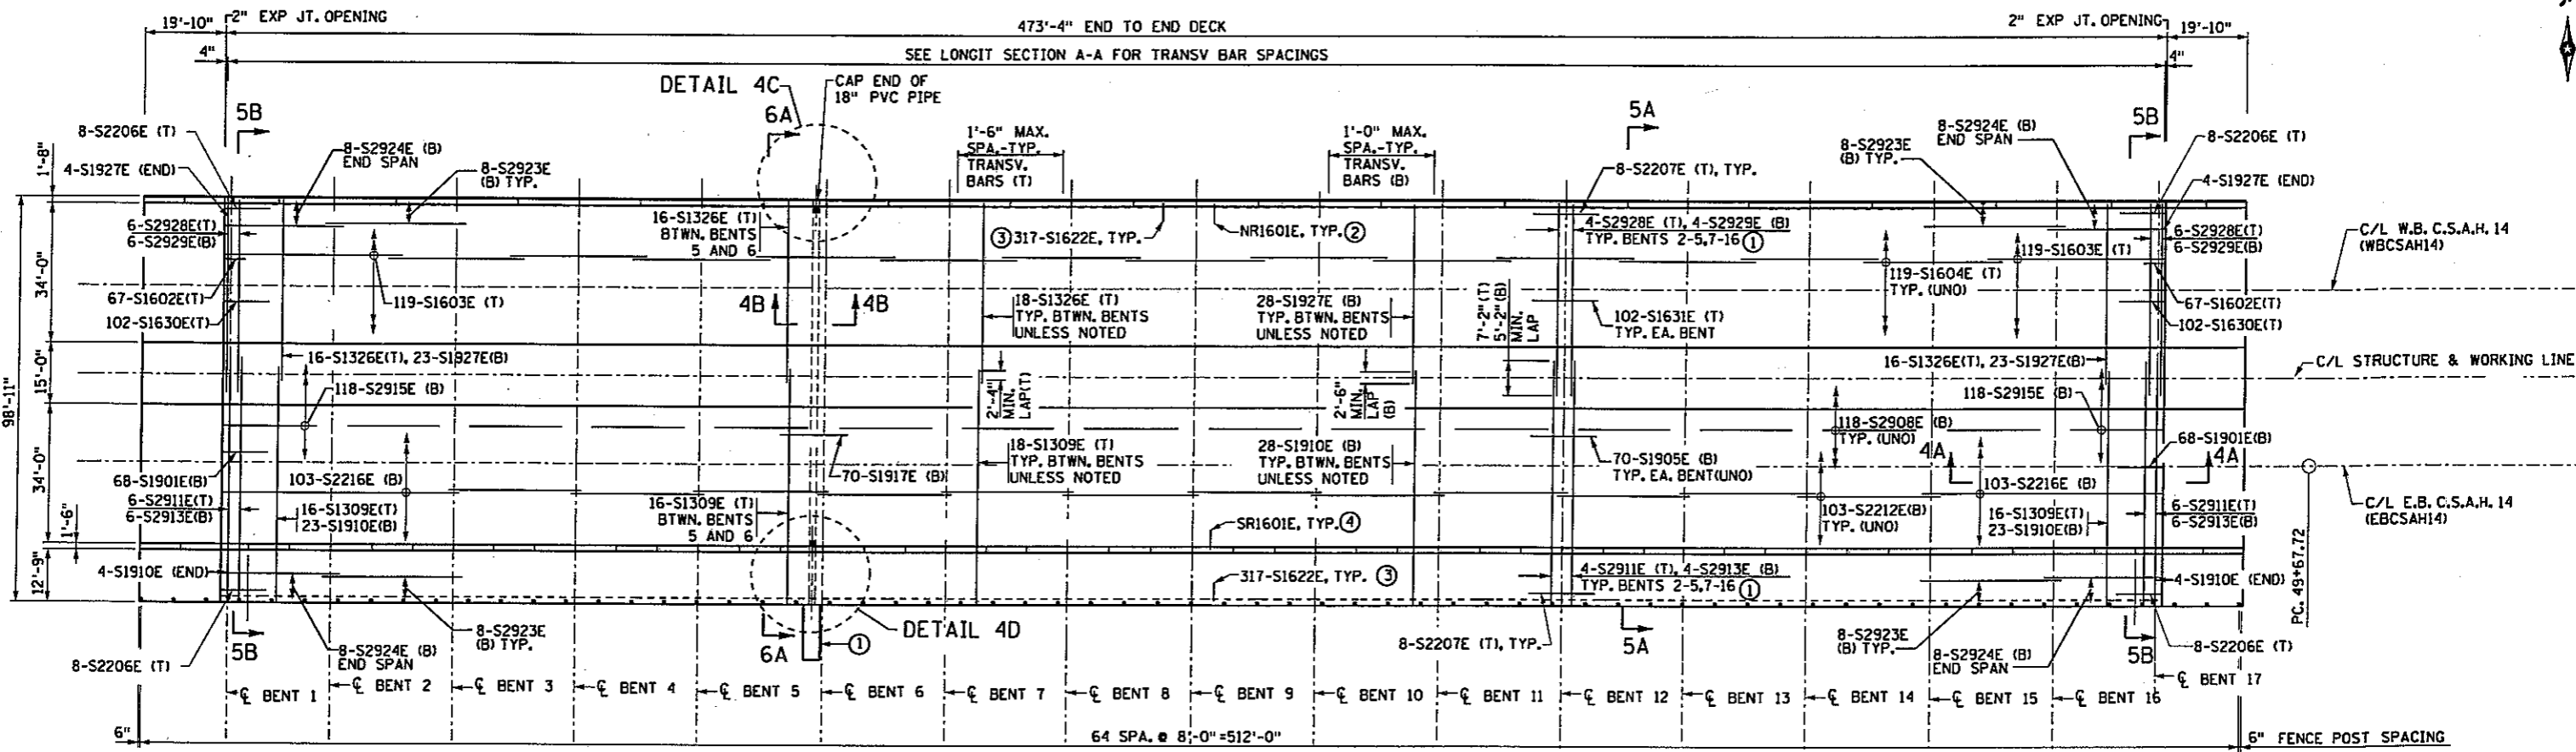 19'-10"
2" EXP JT. OPENING
473'-4" END TO END DECK
2" EXP JT. OPENING
19'-10"
4"
SEE LONGIT SECTION A-A FOR TRANSV BAR SPACINGS
4"
DETAIL 4C
CAP END OF
18" PVC PIPE
5B
6A
5A
5B
8-S2206E (T)
8-S2924E (B)
END SPAN
1'-6" MAX.
SPA.-TYP.
TRANSV.
BARS (T)
1'-0" MAX.
SPA.-TYP.
TRANSV.
BARS (B)
8-S2923E
(B) TYP.
8-S2924E (B)
END SPAN
8-S2206E (T)
1'-8"
4-S1927E (END)
8-S2923E
(B) TYP.
8-S2207E (T), TYP.
4-S1927E (END)
6-S2928E(T)
6-S2929E(B)
16-S1326E (T)
BTWN. BENTS
5 AND 6
③ 317-S1622E, TYP.
NR1601E, TYP. ②
4-S2928E (T), 4-S2929E (B)
TYP. BENTS 2-5,7-16 ①
6-S2928E(T)
6-S2929E(B)
C/L W.B. C.S.A.H. 14
(WBCSAH14)
34'-0"
67-S1602E(T)
119-S1603E (T)
119-S1604E (T)
TYP. (UNO)
119-S1603E (T)
67-S1602E(T)
102-S1630E(T)
4B
4B
18-S1326E (T)
TYP. BTWN. BENTS
UNLESS NOTED
28-S1927E (B)
TYP. BTWN. BENTS
UNLESS NOTED
7'-2" (T)
5'-2" (B)
MIN.
LAP
102-S1631E (T)
TYP. EA. BENT
102-S1630E(T)
16-S1326E(T), 23-S1927E(B)
16-S1326E(T), 23-S1927E(B)
C/L STRUCTURE & WORKING LINE
98'-11"
15'-0"
118-S2915E (B)
2'-4"
MIN.
LAP(T)
2'-6"
MIN.
LAP
(B)
118-S2915E (B)
118-S2908E (B)
TYP. (UNO)
34'-0"
68-S1901E(B)
103-S2216E (B)
70-S1917E (B)
18-S1309E (T)
TYP. BTWN. BENTS
UNLESS NOTED
28-S1910E (B)
TYP. BTWN. BENTS
UNLESS NOTED
70-S1905E (B)
TYP. EA. BENT(UNO)
4A
4A
68-S1901E(B)
6-S2911E(T)
6-S2913E(B)
16-S1309E(T)
23-S1910E(B)
16-S1309E (T)
BTWN. BENTS
5 AND 6
103-S2212E(B)
TYP. (UNO)
103-S2216E (B)
16-S1309E(T)
23-S1910E(B)
6-S2911E(T)
6-S2913E(B)
C/L E.B. C.S.A.H. 14
(EBCSAH14)
PC. 49+67.72
1'-6"
SR1601E, TYP. ④
12'-9"
4-S1910E (END)
317-S1622E, TYP. ③
4-S2911E (T), 4-S2913E (B)
TYP. BENTS 2-5,7-16 ①
4-S1910E (END)
5B
8-S2923E
(B) TYP.
6A
①
DETAIL 4D
8-S2207E (T), TYP.
5A
8-S2923E
(B) TYP.
5B
8-S2206E (T)
8-S2206E (T)
8-S2924E (B)
END SPAN
8-S2924E (B)
END SPAN
℄ BENT 1
℄ BENT 2
℄ BENT 3
℄ BENT 4
℄ BENT 5
℄ BENT 6
℄ BENT 7
℄ BENT 8
℄ BENT 9
℄ BENT 10
℄ BENT 11
℄ BENT 12
℄ BENT 13
℄ BENT 14
℄ BENT 15
℄ BENT 16
℄ BENT 17
6"
64 SPA. @ 8'-0"=512'-0"
6" FENCE POST SPACING